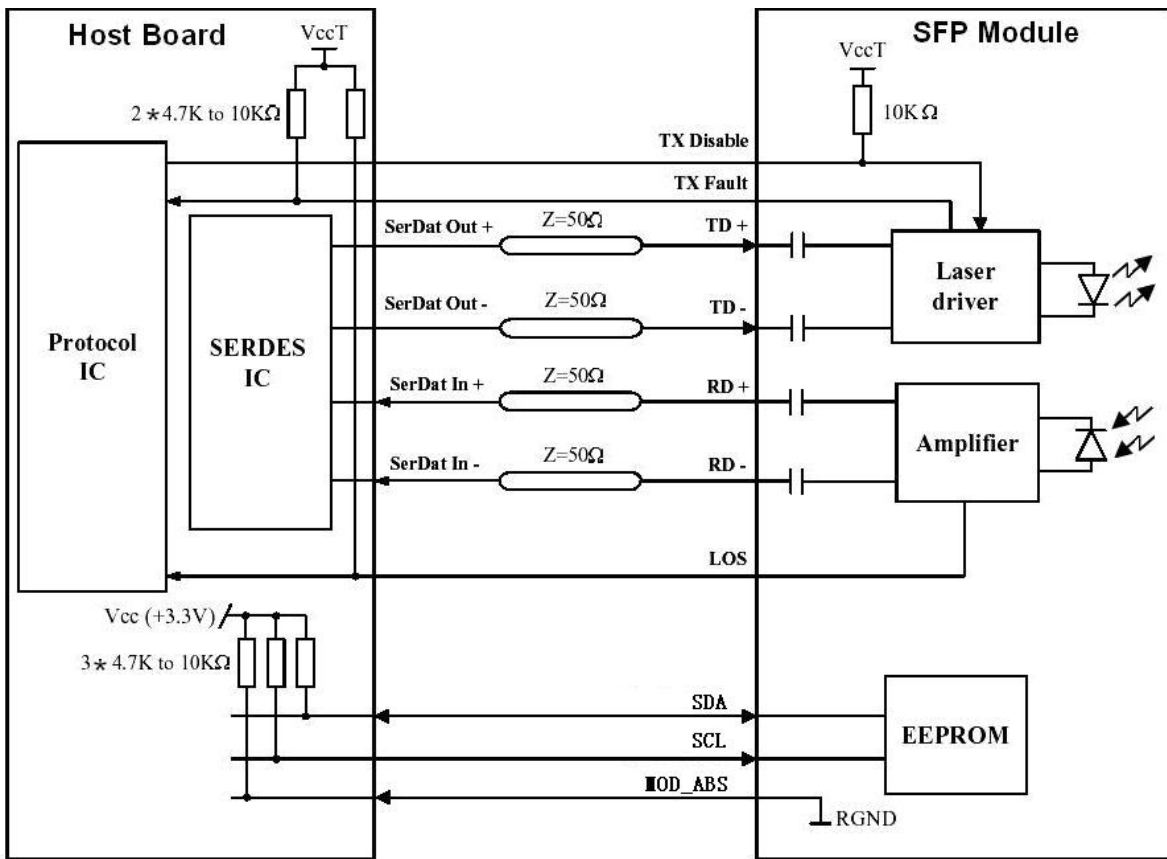 Host Board
SFP Module
VccT
VccT
2*4.7K to 10KΩ
10KΩ
TX Disable
TX Fault
SerDat Out +
Z=50Ω
TD +
Laser
driver
SerDat Out -
Z=50Ω
TD -
Protocol
IC
SERDES
IC
SerDat In +
Z=50Ω
RD +
Amplifier
SerDat In -
Z=50Ω
RD -
LOS
Vcc (+3.3V)
3*4.7K to 10KΩ
SDA
EEPROM
SCL
MOD_ABS
RGND